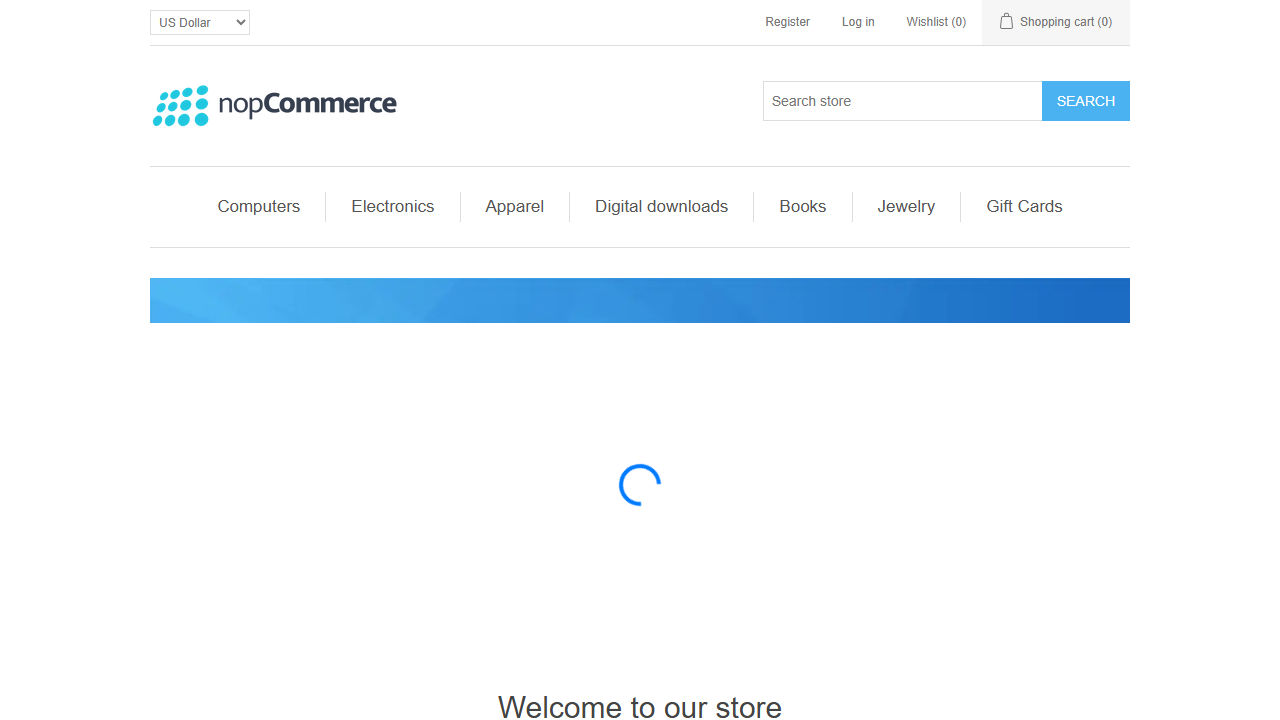 US Dollar
Register
Log in
Wishlist (0)
Shopping cart (0)
nopCommerce
Search store
SEARCH
Computers
Electronics
Apparel
Digital downloads
Books
Jewelry
Gift Cards
Welcome to our store